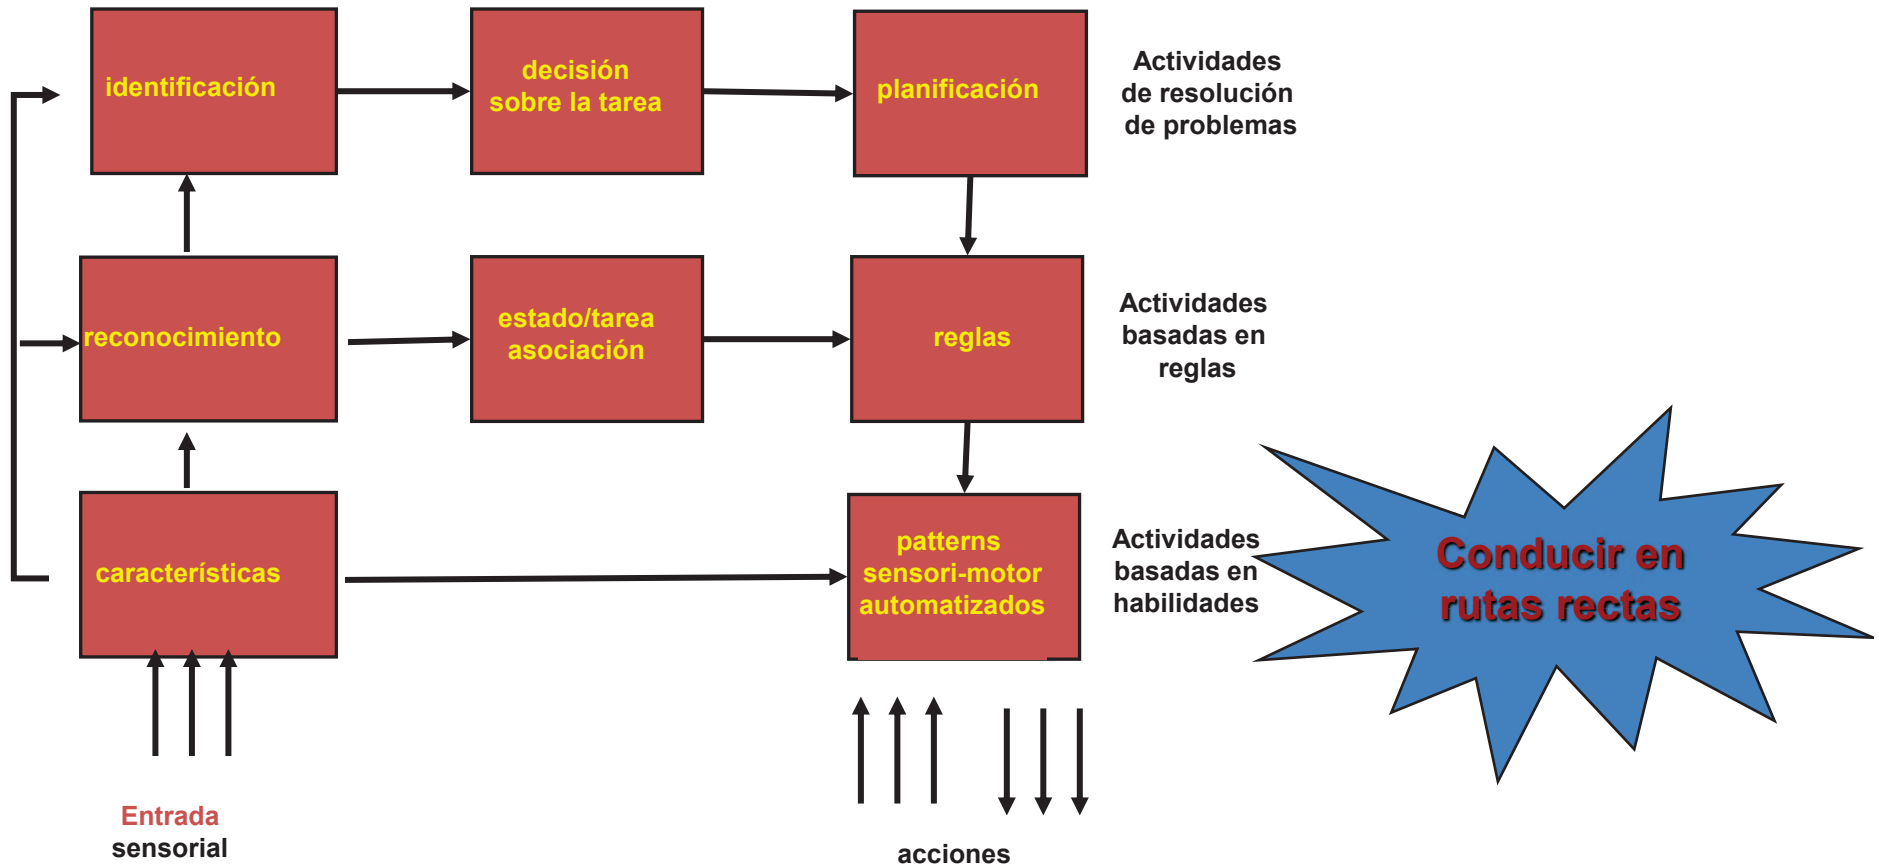 identificación
decisión
sobre la tarea
planificación
Actividades
de resolución
de problemas
reconocimiento
estado/tarea
asociación
reglas
Actividades
basadas en
reglas
características
patterns
sensori-motor
automatizados
Actividades
basadas en
habilidades
Conducir en
rutas rectas
Entrada
sensorial
acciones